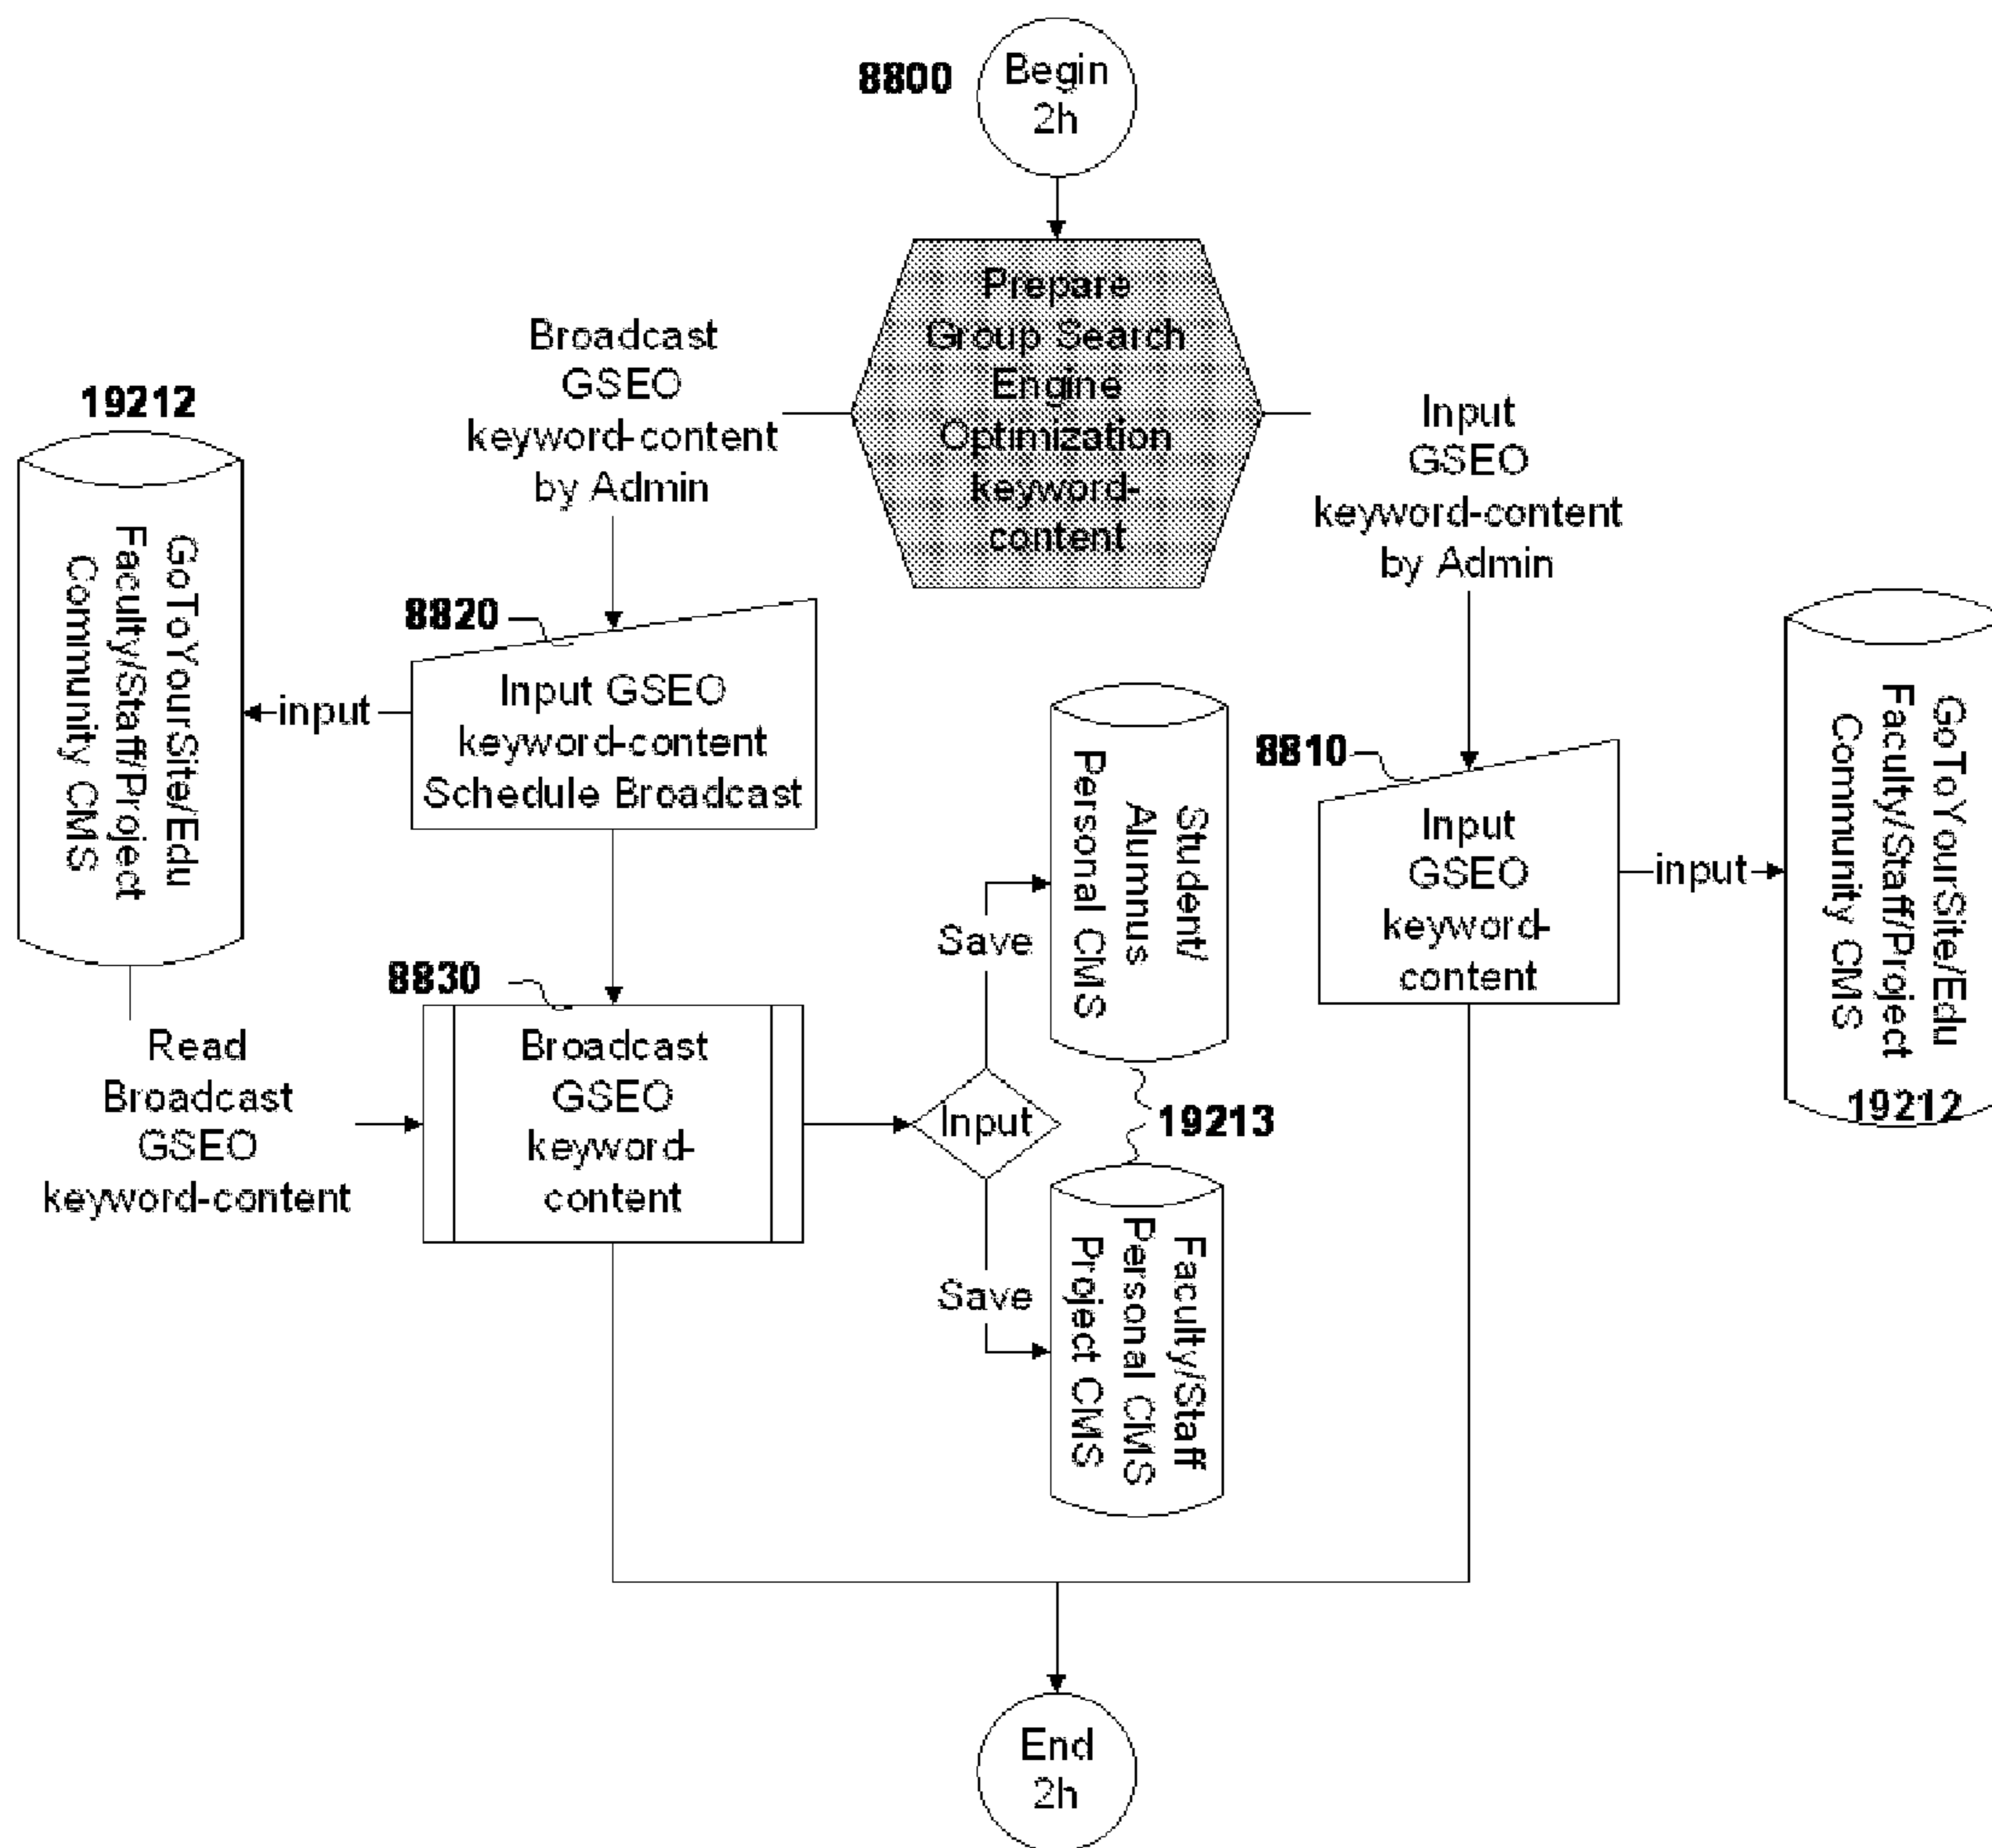 8800
Begin
2h
Prepare
Group Search
Engine
Optimization
keyword-
content
Broadcast
GSEO
keyword-content
by Admin
Input
GSEO
keyword-content
by Admin
19212
GoToYourSite/Edu
Faculty/Staff/Project
Community CMS
input
8820
Input GSEO
keyword-content
Schedule Broadcast
8810
Input
GSEO
keyword-
content
input
GoToYourSite/Edu
Faculty/Staff/Project
Community CMS
19212
Student/
Alumnus
Personal CMS
Save
8830
Read
Broadcast
GSEO
keyword-content
Broadcast
GSEO
keyword-
content
Input
19213
Save
Faculty/Staff
Personal CMS
Project CMS
End
2h